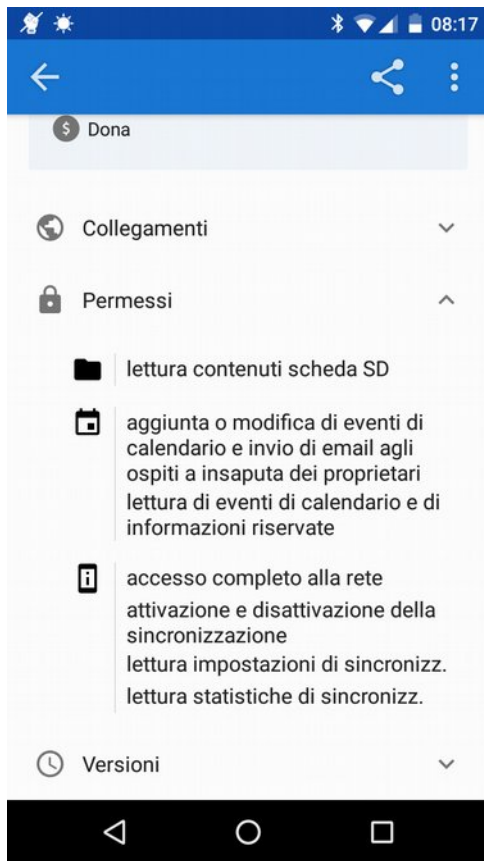 08:17
Dona
Collegamenti
Permessi
lettura contenuti scheda SD
aggiunta o modifica di eventi di
calendario e invio di email agli
ospiti a insaputa dei proprietari
lettura di eventi di calendario e di
informazioni riservate
accesso completo alla rete
attivazione e disattivazione della
sincronizzazione
lettura impostazioni di sincronizz.
lettura statistiche di sincronizz.
Versioni